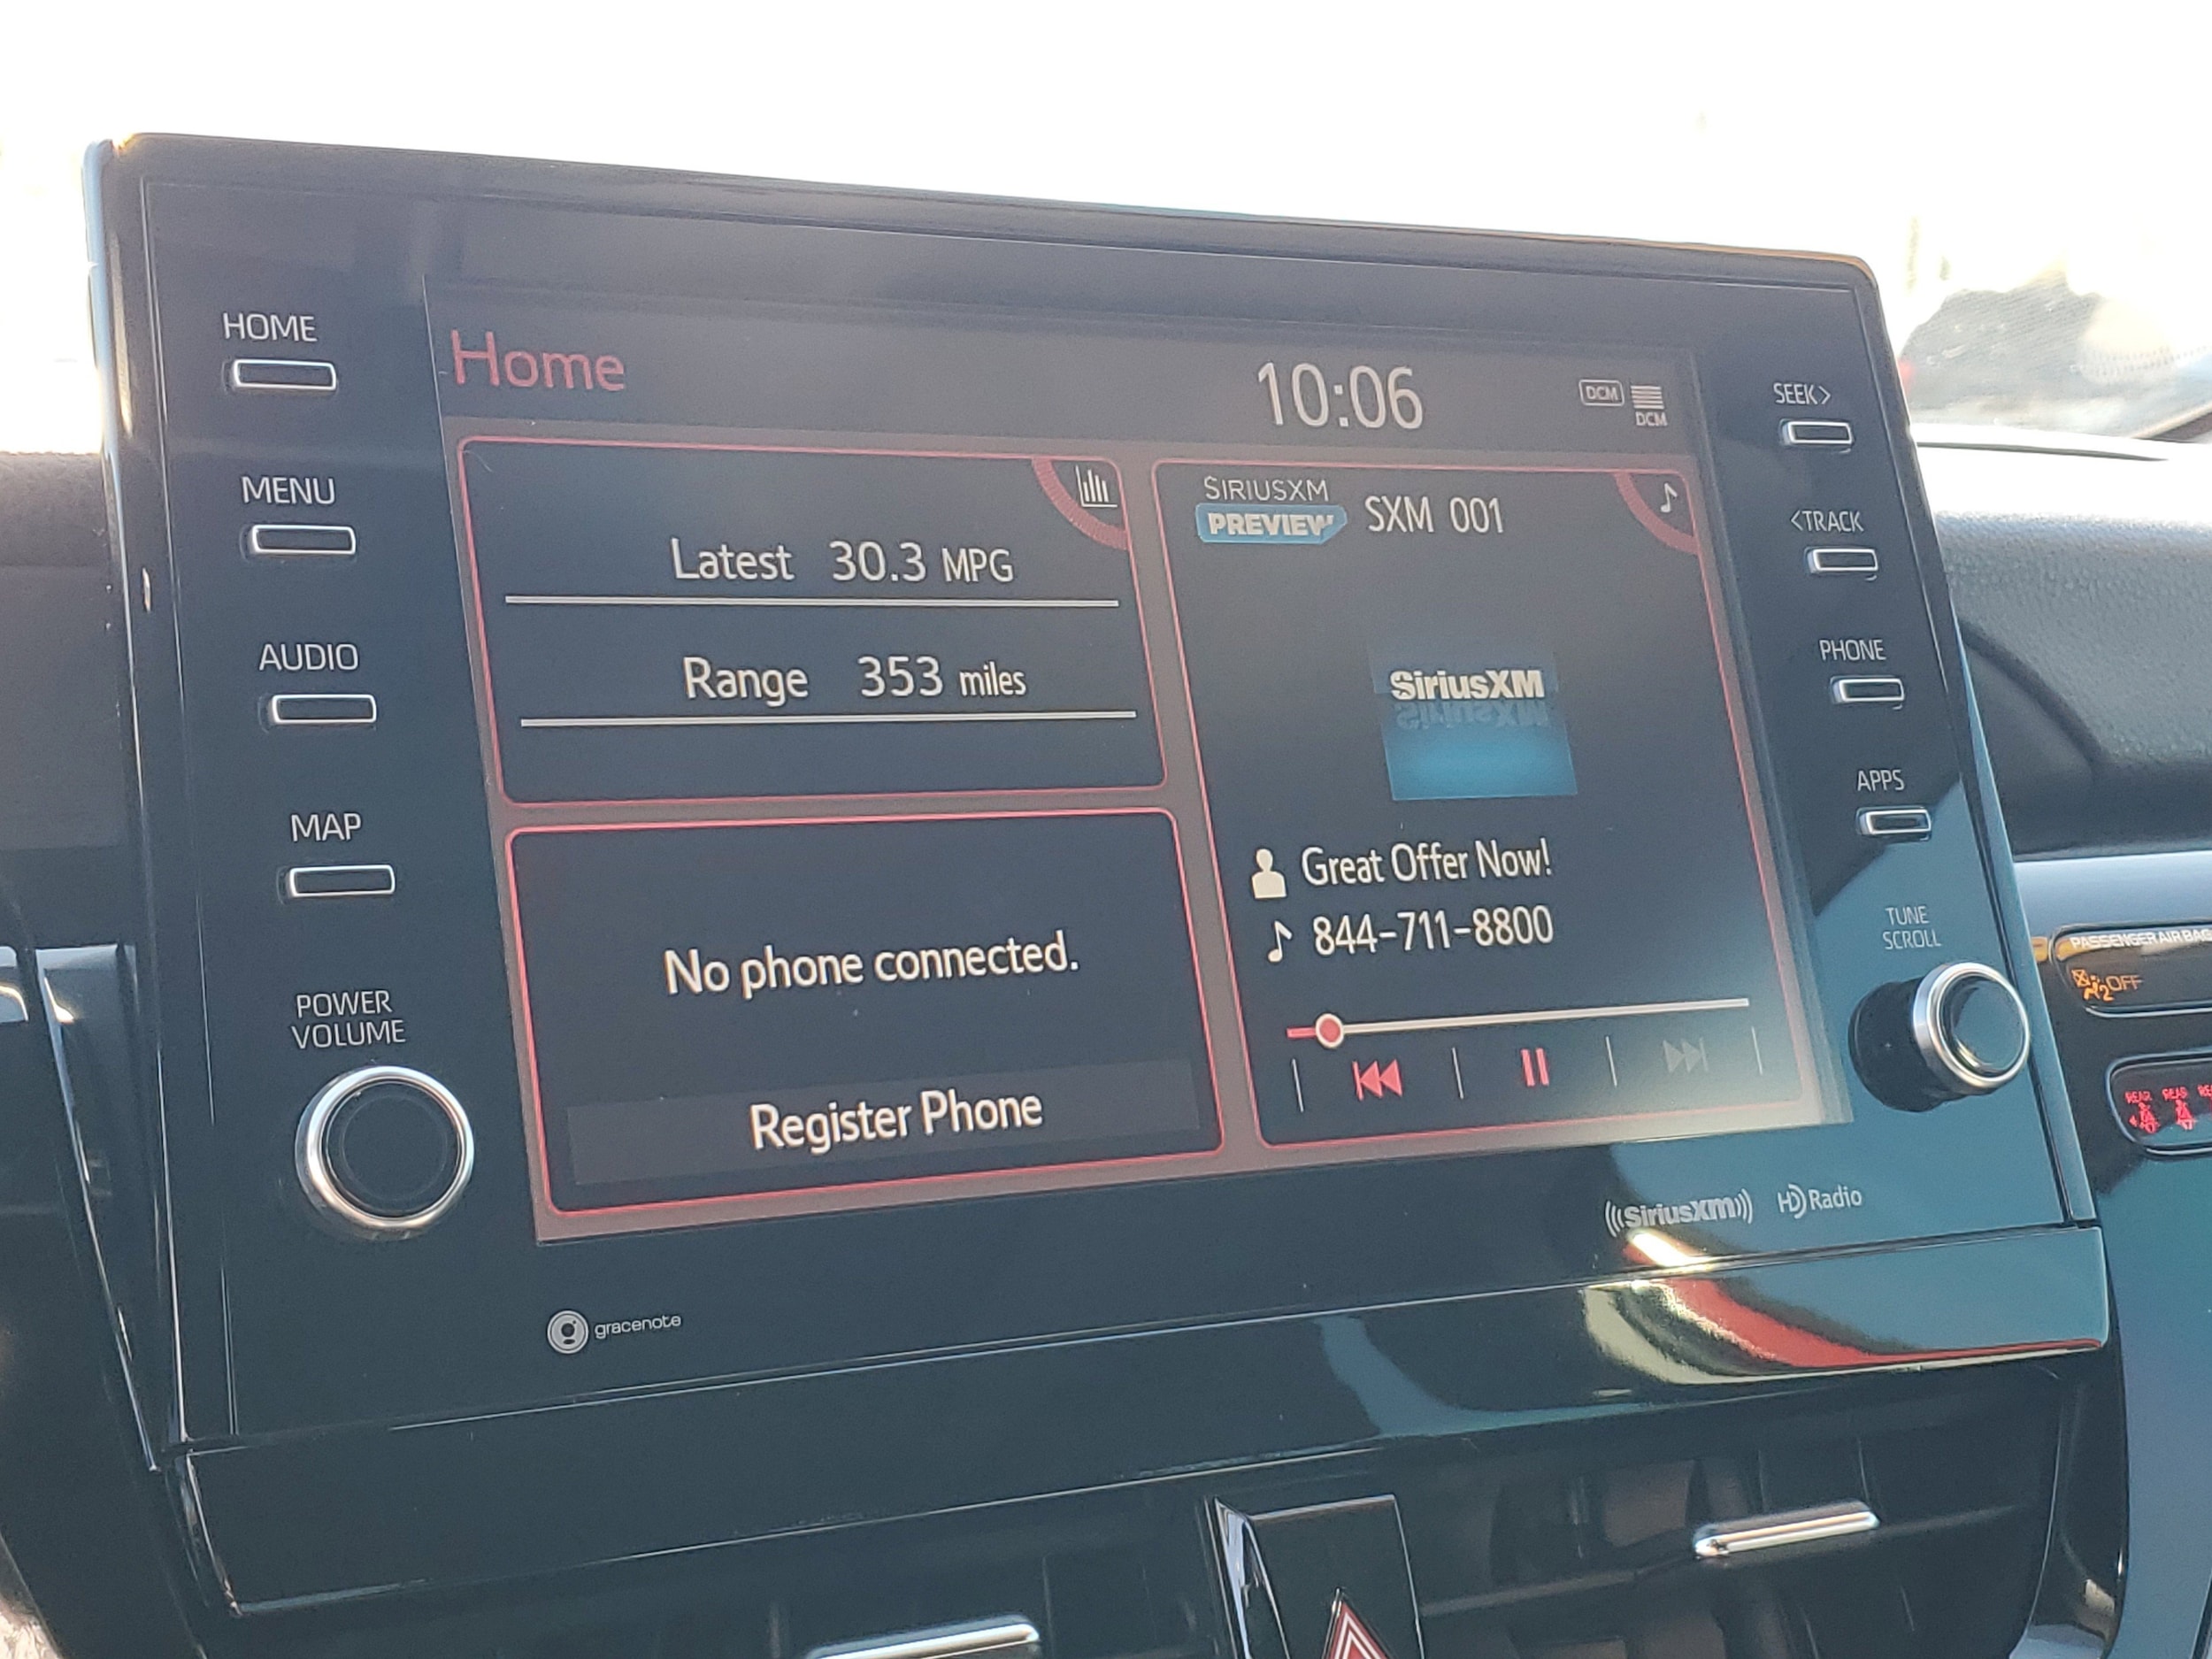 HOME
MENU
AUDIO
MAP
POWER
VOLUME
Home
10:06
DCM
DCM
Latest 30.3 MPG
Range 353 miles
No phone connected.
Register Phone
SIRIUSXM
PREVIEW SXM 001
SiriusXM
Great Offer Now!
844-711-8800
SEEK>
<TRACK
PHONE
APPS
TUNE
SCROLL
SiriusXM HD Radio
gracenote
PASSENGER AIR BAG
OFF
REAR REAR